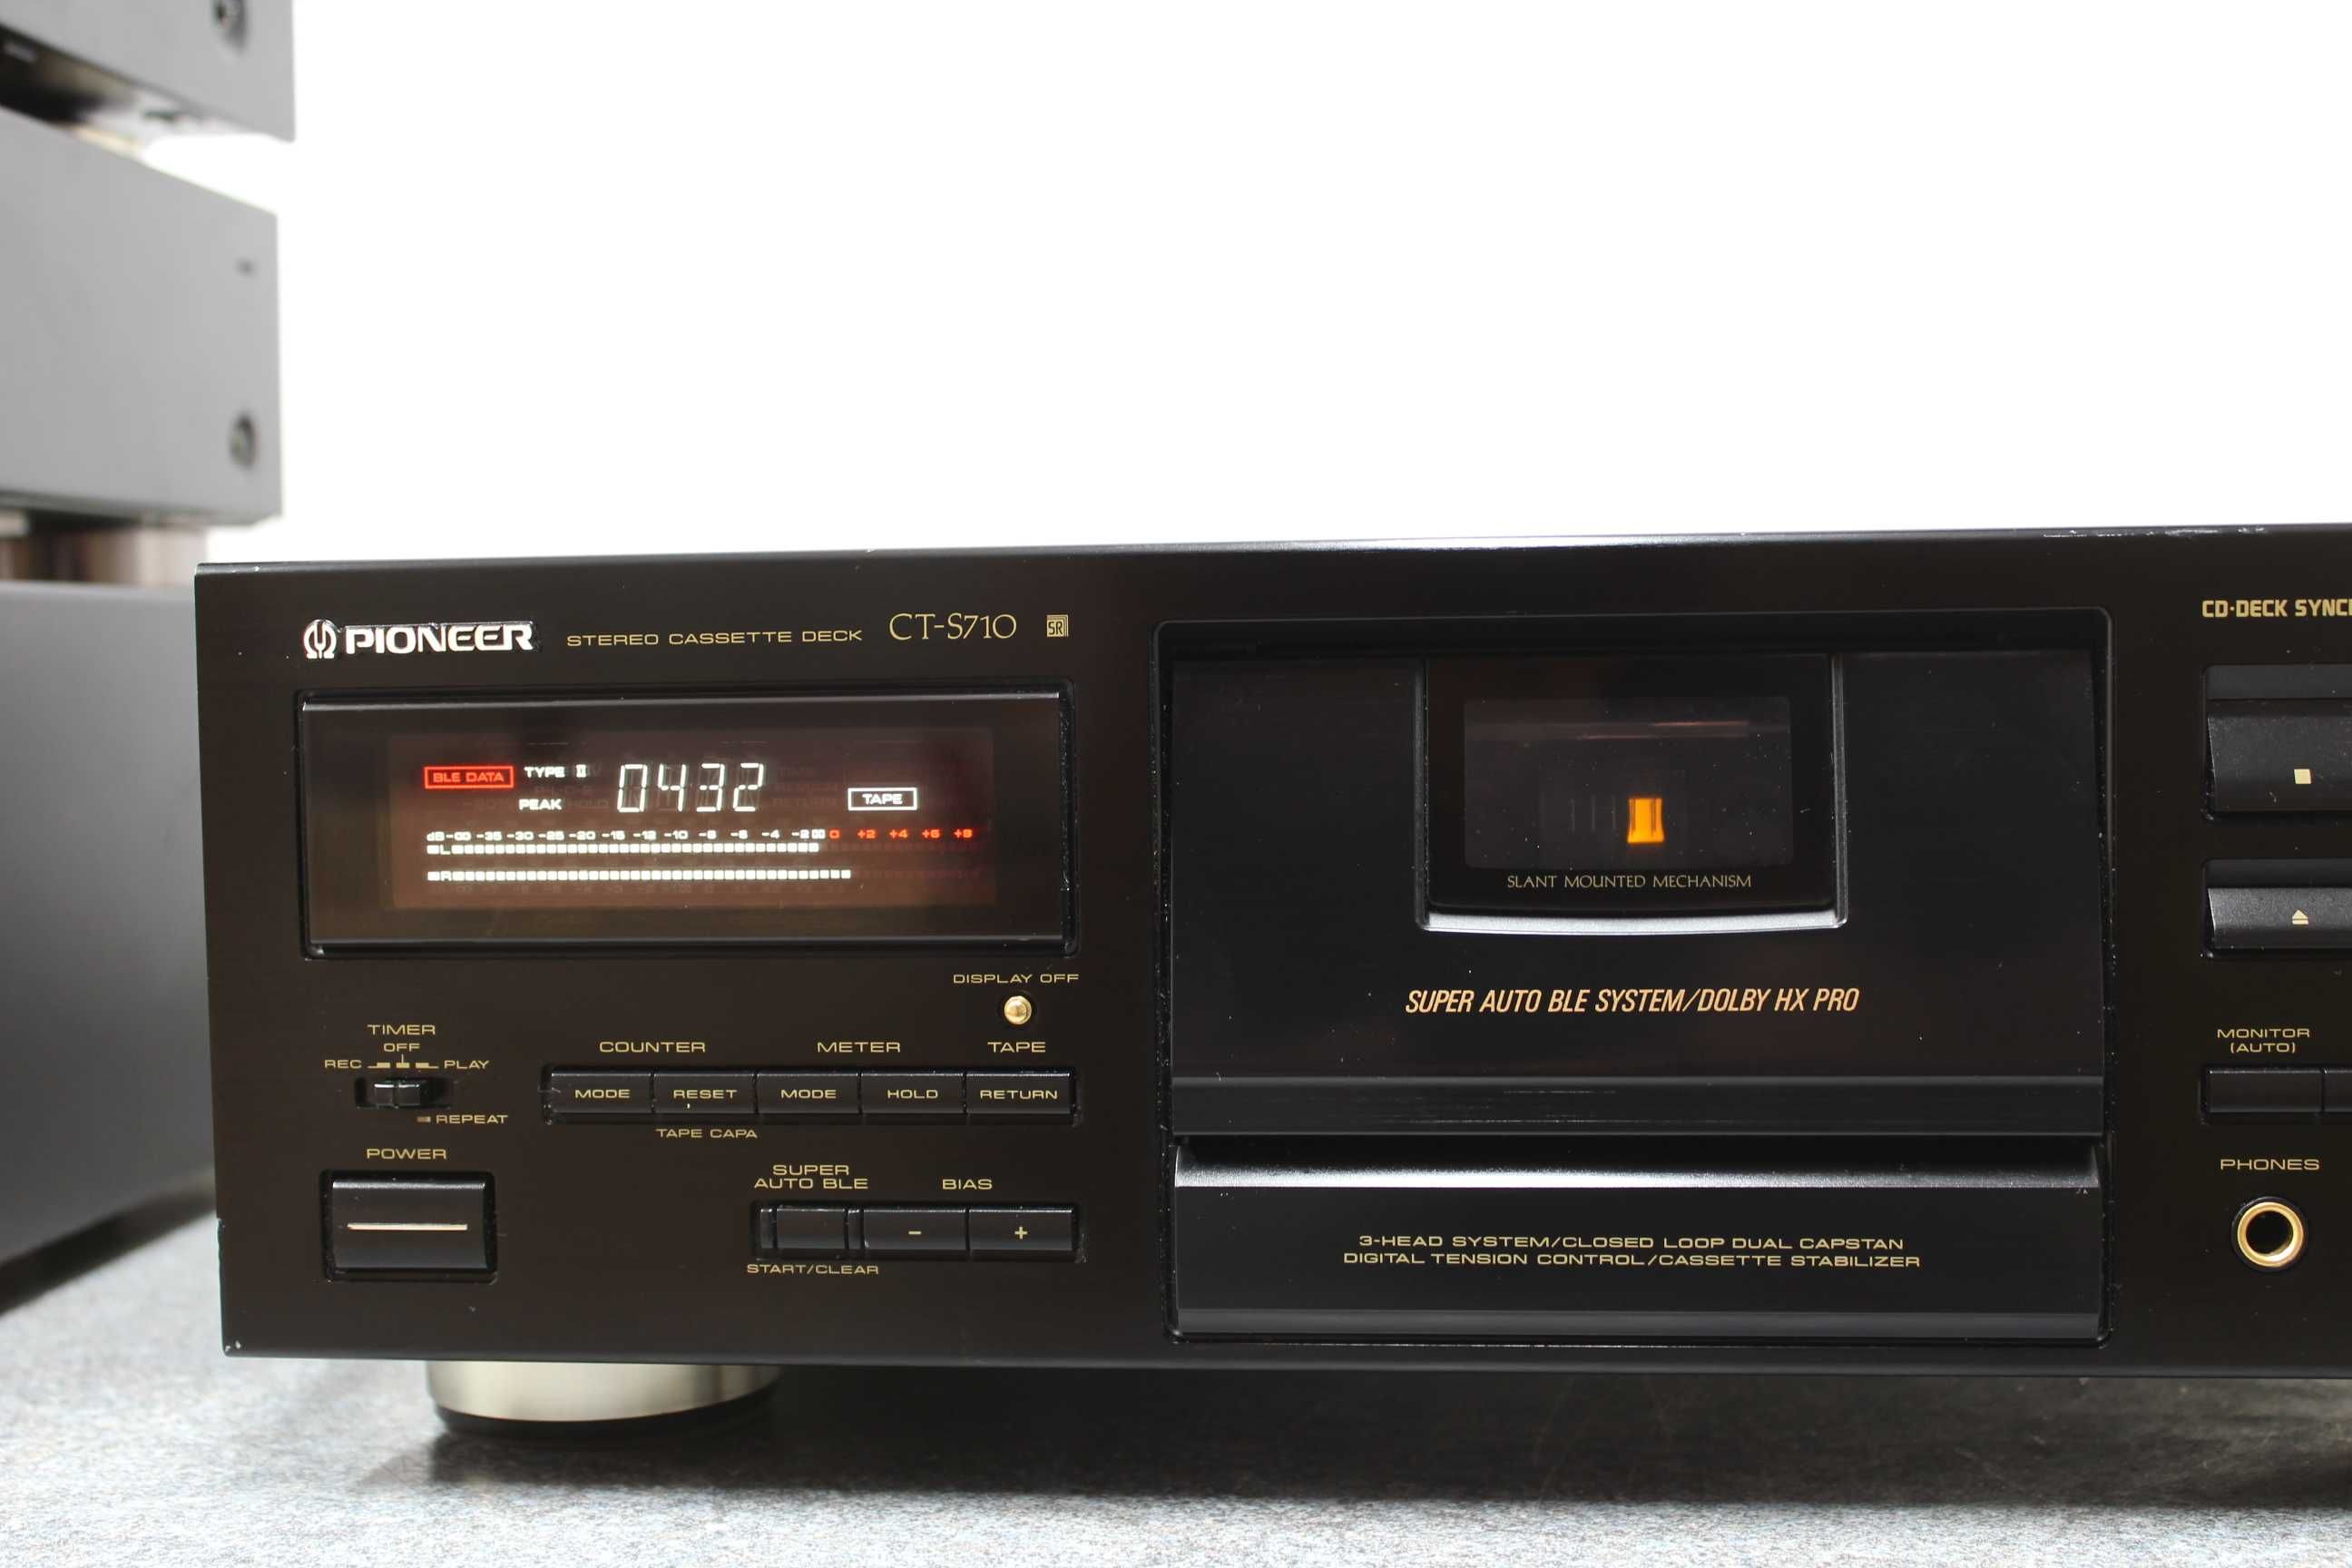 PIONEER STEREO CASSETTE DECK CT-S710 SR
BLE DATA TYPE II 0432
PEAK TAPE
dB -∞ -35 -30 -25 -20 -15 -12 -10 -8 -6 -4 -2 0 +2 +4 +6 +8
L
R
DISPLAY OFF
TIMER
OFF
REC PLAY
REPEAT
COUNTER METER TAPE
MODE RESET MODE HOLD RETURN
TAPE CAPA
POWER
SUPER
AUTO BLE BIAS
- +
START/CLEAR
SLANT MOUNTED MECHANISM
SUPER AUTO BLE SYSTEM/DOLBY HX PRO
3-HEAD SYSTEM/CLOSED LOOP DUAL CAPSTAN
DIGITAL TENSION CONTROL/CASSETTE STABILIZER
CD·DECK
MONITOR
(AUTO)
PHONES